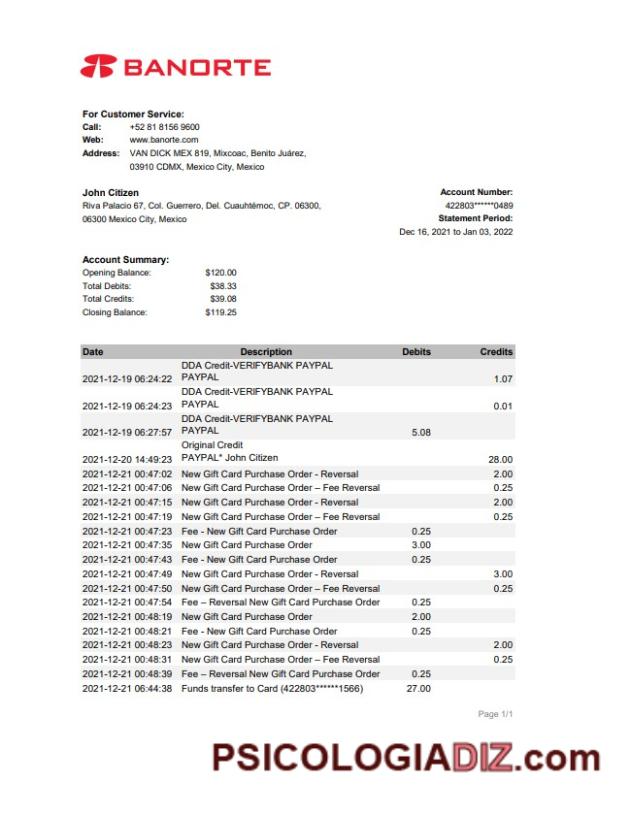 BANORTE
For Customer Service:
Call: +52 81 8156 9600
Web: www.banorte.com
Address: VAN DICK MEX 819, Mixcoac, Benito Juárez,
03910 CDMX, Mexico City, Mexico
John Citizen
Riva Palacio 67, Col. Guerrero, Del. Cuauhtémoc, CP. 06300,
06300 Mexico City, Mexico
Account Number:
422803******0489
Statement Period:
Dec 16, 2021 to Jan 03, 2022
Account Summary:
Opening Balance: $120.00
Total Debits: $38.33
Total Credits: $39.08
Closing Balance: $119.25
Date Description Debits Credits
DDA Credit-VERIFYBANK PAYPAL
2021-12-19 06:24:22 PAYPAL 1.07
DDA Credit-VERIFYBANK PAYPAL
2021-12-19 06:24:23 PAYPAL 0.01
DDA Credit-VERIFYBANK PAYPAL
2021-12-19 06:27:57 PAYPAL 5.08
Original Credit
2021-12-20 14:49:23 PAYPAL* John Citizen 28.00
2021-12-21 00:47:02 New Gift Card Purchase Order - Reversal 2.00
2021-12-21 00:47:06 New Gift Card Purchase Order – Fee Reversal 0.25
2021-12-21 00:47:15 New Gift Card Purchase Order - Reversal 2.00
2021-12-21 00:47:19 New Gift Card Purchase Order – Fee Reversal 0.25
2021-12-21 00:47:23 Fee - New Gift Card Purchase Order 0.25
2021-12-21 00:47:35 New Gift Card Purchase Order 3.00
2021-12-21 00:47:43 Fee - New Gift Card Purchase Order 0.25
2021-12-21 00:47:49 New Gift Card Purchase Order - Reversal 3.00
2021-12-21 00:47:50 New Gift Card Purchase Order – Fee Reversal 0.25
2021-12-21 00:47:54 Fee – Reversal New Gift Card Purchase Order 0.25
2021-12-21 00:48:19 New Gift Card Purchase Order 2.00
2021-12-21 00:48:21 Fee - New Gift Card Purchase Order 0.25
2021-12-21 00:48:23 New Gift Card Purchase Order - Reversal 2.00
2021-12-21 00:48:31 New Gift Card Purchase Order – Fee Reversal 0.25
2021-12-21 00:48:39 Fee – Reversal New Gift Card Purchase Order 0.25
2021-12-21 06:44:38 Funds transfer to Card (422803******1566) 27.00
Page 1/1
PSICOLOGIADIZ.com